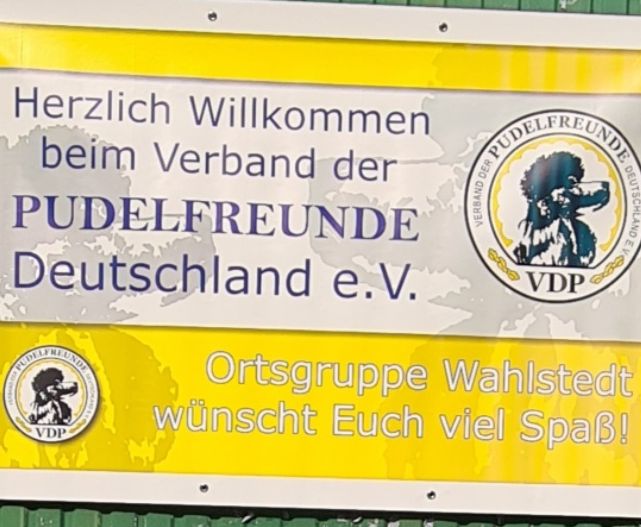 Herzlich Willkommen
beim Verband der
PUDELFREUNDE
Deutschland e.V.
VERBAND DER PUDELFREUNDE DEUTSCHLAND E.V.
VDP
Ortsgruppe Wahlstedt
wünscht Euch viel Spaß!
PUDELFREUNDE
VDP